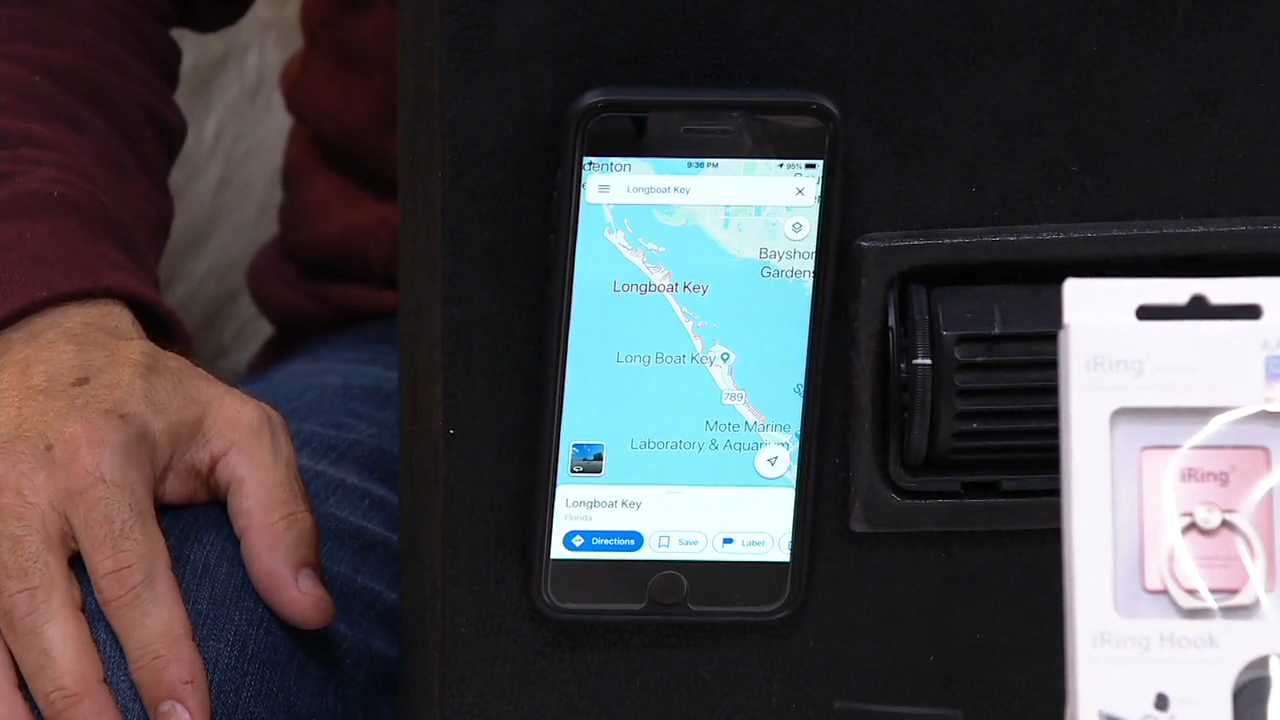 denton
9:36 PM
95%
Longboat Key
Bayshor
Gardens
Longboat Key
Long Boat Key
789
Mote Marine
Laboratory & Aquarium
Longboat Key
Florida
Directions
Save
Label
iRing
iRing
iRing Hook